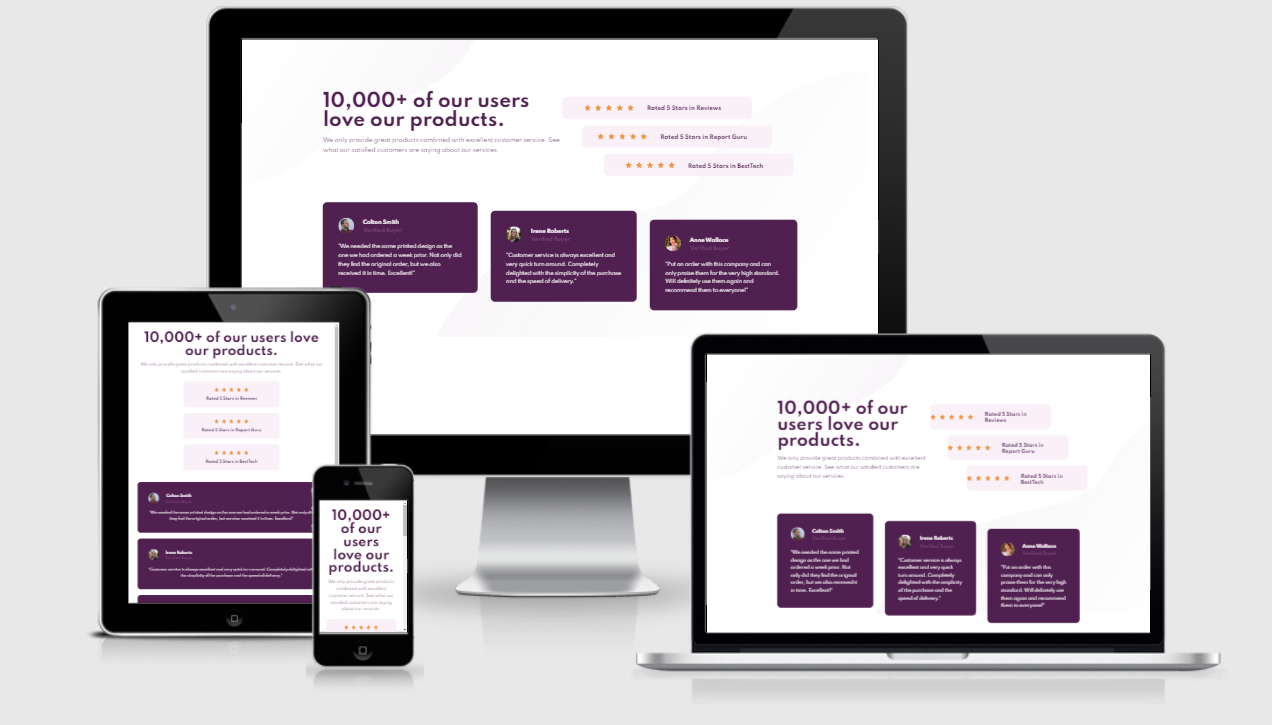 10,000+ of our users
love our products.
We only provide great products combined with excellent customer service. See
what our satisfied customers are saying about our services.
Rated 5 Stars in Reviews
Rated 5 Stars in Report Guru
Rated 5 Stars in BestTech
Colton Smith
Verified Buyer
"We needed the same printed design as the
one we had ordered a week prior. Not only did
they find the original order, but we also
received it in time. Excellent!"
Irene Roberts
Verified Buyer
"Customer service is always excellent and
very quick turn around. Completely
delighted with the simplicity of the purchase
and the speed of delivery."
Anne Wallace
Verified Buyer
"Put an order with this company and can
only praise them for the very high standard.
Will definitely use them again and
recommend them to everyone!"
10,000+ of our users love
our products.
We only provide great products combined with excellent customer service. See what our
satisfied customers are saying about our services.
Rated 5 Stars in Reviews
Rated 5 Stars in Report Guru
Rated 5 Stars in BestTech
Colton Smith
Verified Buyer
"We needed the same printed design as the one we had ordered a week prior. Not only did
they find the original order, but we also received it in time. Excellent!"
Irene Roberts
Verified Buyer
"Customer service is always excellent and very quick turn around. Completely delighted with
the simplicity of the purchase and the speed of delivery."
10,000+
of our
users
love our
products.
We only provide great products
combined with excellent
customer service. See what our
satisfied customers are saying
about our services.
10,000+ of our
users love our
products.
We only provide great products combined with excellent
customer service. See what our satisfied customers are
saying about our services.
Rated 5 Stars in
Reviews
Rated 5 Stars in
Report Guru
Rated 5 Stars in
BestTech
Colton Smith
Verified Buyer
"We needed the same printed
design as the one we had
ordered a week prior. Not
only did they find the original
order, but we also received it
in time. Excellent!"
Irene Roberts
Verified Buyer
"Customer service is always
excellent and very quick
turn around. Completely
delighted with the simplicity
of the purchase and the
speed of delivery."
Anne Wallace
Verified Buyer
"Put an order with this
company and can only
praise them for the very high
standard. Will definitely use
them again and recommend
them to everyone!"